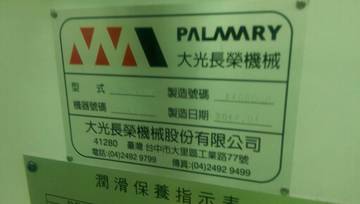 PALMARY
大光長榮機械
型 式
製造號碼
機器號碼
製造日期
大光長榮機械股份有限公司
41280 臺灣 台中市大里區工業路77號
電話:(04)2492 9799 傳真:(04)2492 9499
潤滑保養指示表